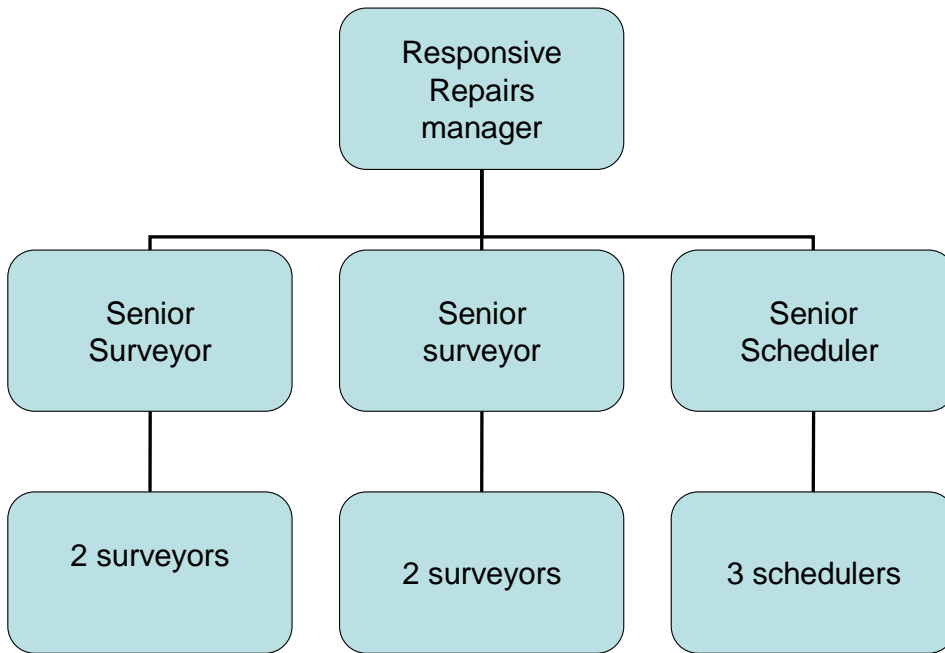 Responsive
Repairs
manager
Senior
Surveyor
Senior
surveyor
Senior
Scheduler
2 surveyors
2 surveyors
3 schedulers